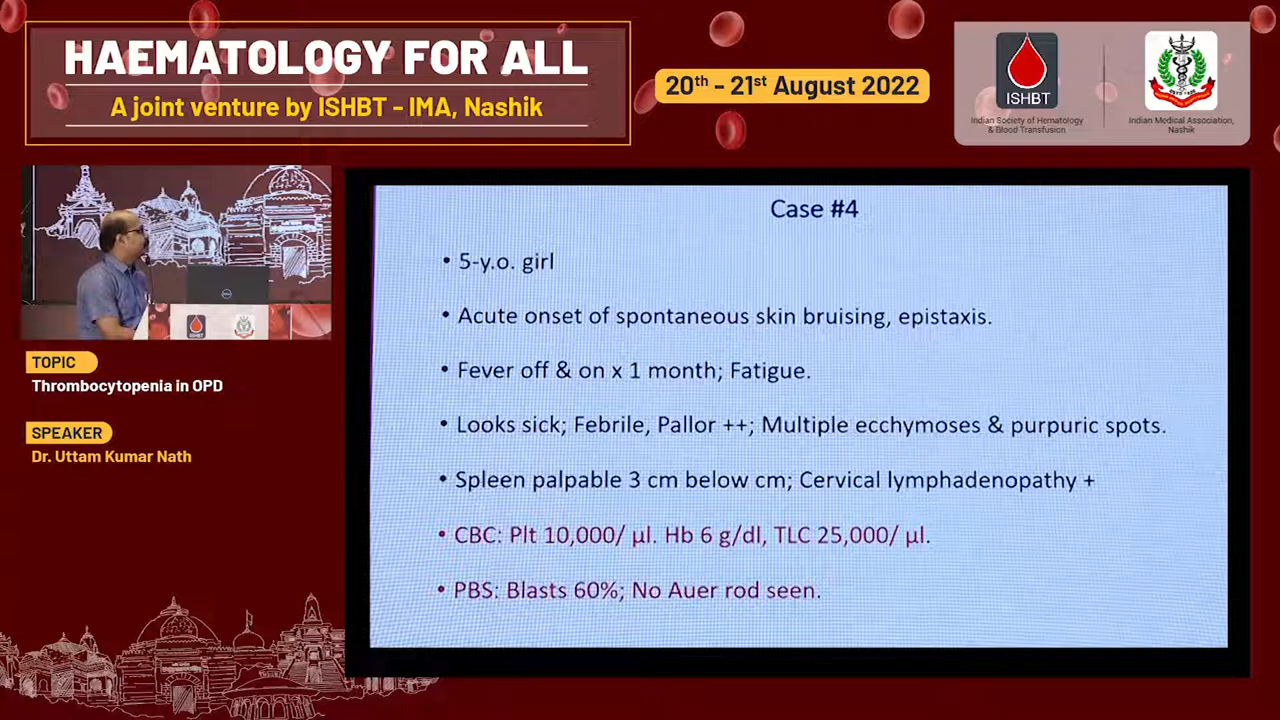 HAEMATOLOGY FOR ALL
A joint venture by ISHBT - IMA, Nashik
20th - 21st August 2022
ISHBT
Indian Society of Hematology
& Blood Transfusion
Indian Medical Association,
Nashik
TOPIC
Thrombocytopenia in OPD
SPEAKER
Dr. Uttam Kumar Nath
ISHBT
Case #4
• 5-y.o. girl
• Acute onset of spontaneous skin bruising, epistaxis.
• Fever off & on x 1 month; Fatigue.
• Looks sick; Febrile, Pallor ++; Multiple ecchymoses & purpuric spots.
• Spleen palpable 3 cm below cm; Cervical lymphadenopathy +
• CBC: Plt 10,000/ µl. Hb 6 g/dl, TLC 25,000/ µl.
• PBS: Blasts 60%; No Auer rod seen.